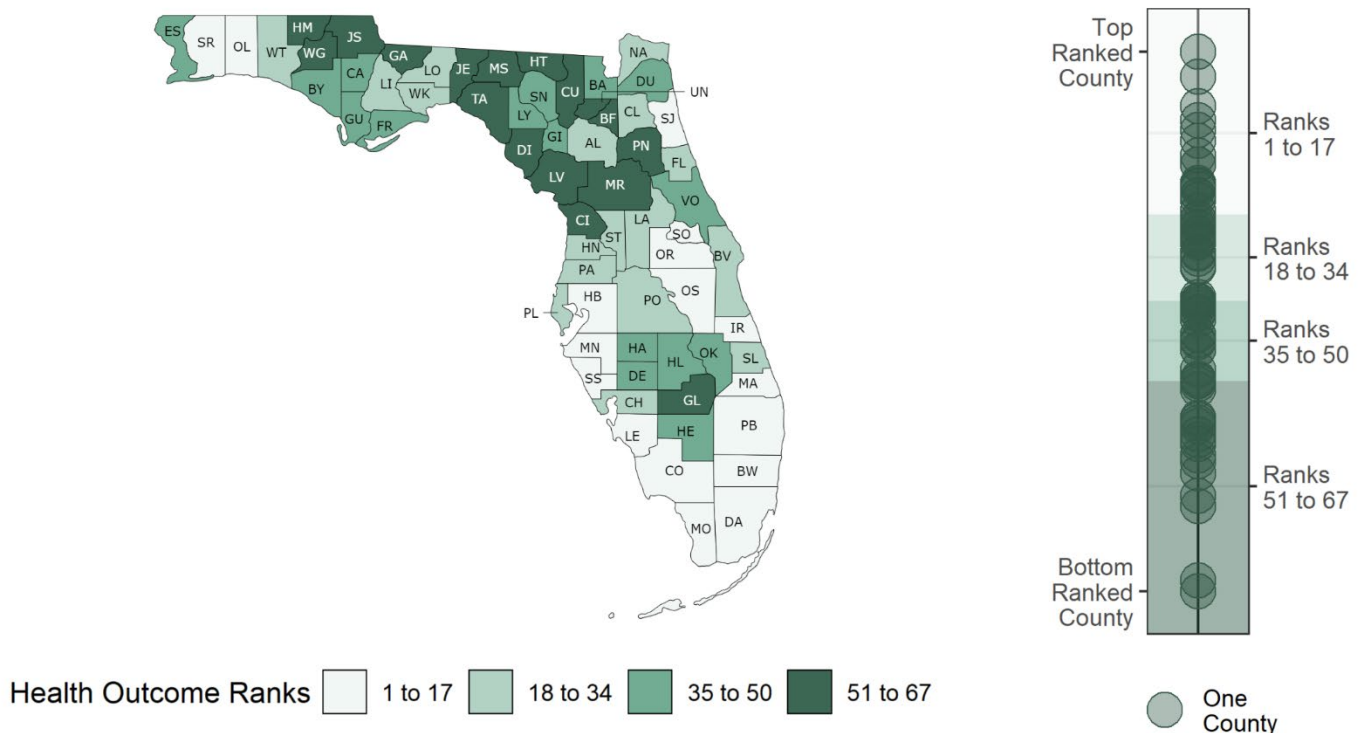 ES
SR
OL
WT
HM
WG
JS
BY
CA
GU
FR
LI
GA
LO
WK
JE
MS
TA
HT
SN
LY
CU
BA
UN
NA
DU
BF
CL
SJ
DI
GI
AL
PN
FL
LV
MR
VO
CI
LA
ST
HN
SO
OR
BV
PA
HB
PO
OS
PL
IR
MN
HA
HL
OK
SL
SS
DE
MA
CH
GL
LE
HE
PB
CO
BW
MO
DA
Top
Ranked
County
Ranks
1 to 17
Ranks
18 to 34
Ranks
35 to 50
Ranks
51 to 67
Bottom
Ranked
County
Health Outcome Ranks
1 to 17
18 to 34
35 to 50
51 to 67
One
County